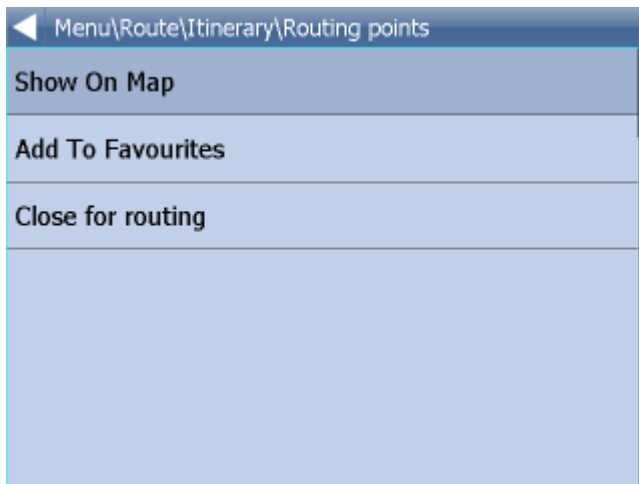 Menu\Route\Itinerary\Routing points
Show On Map
Add To Favourites
Close for routing